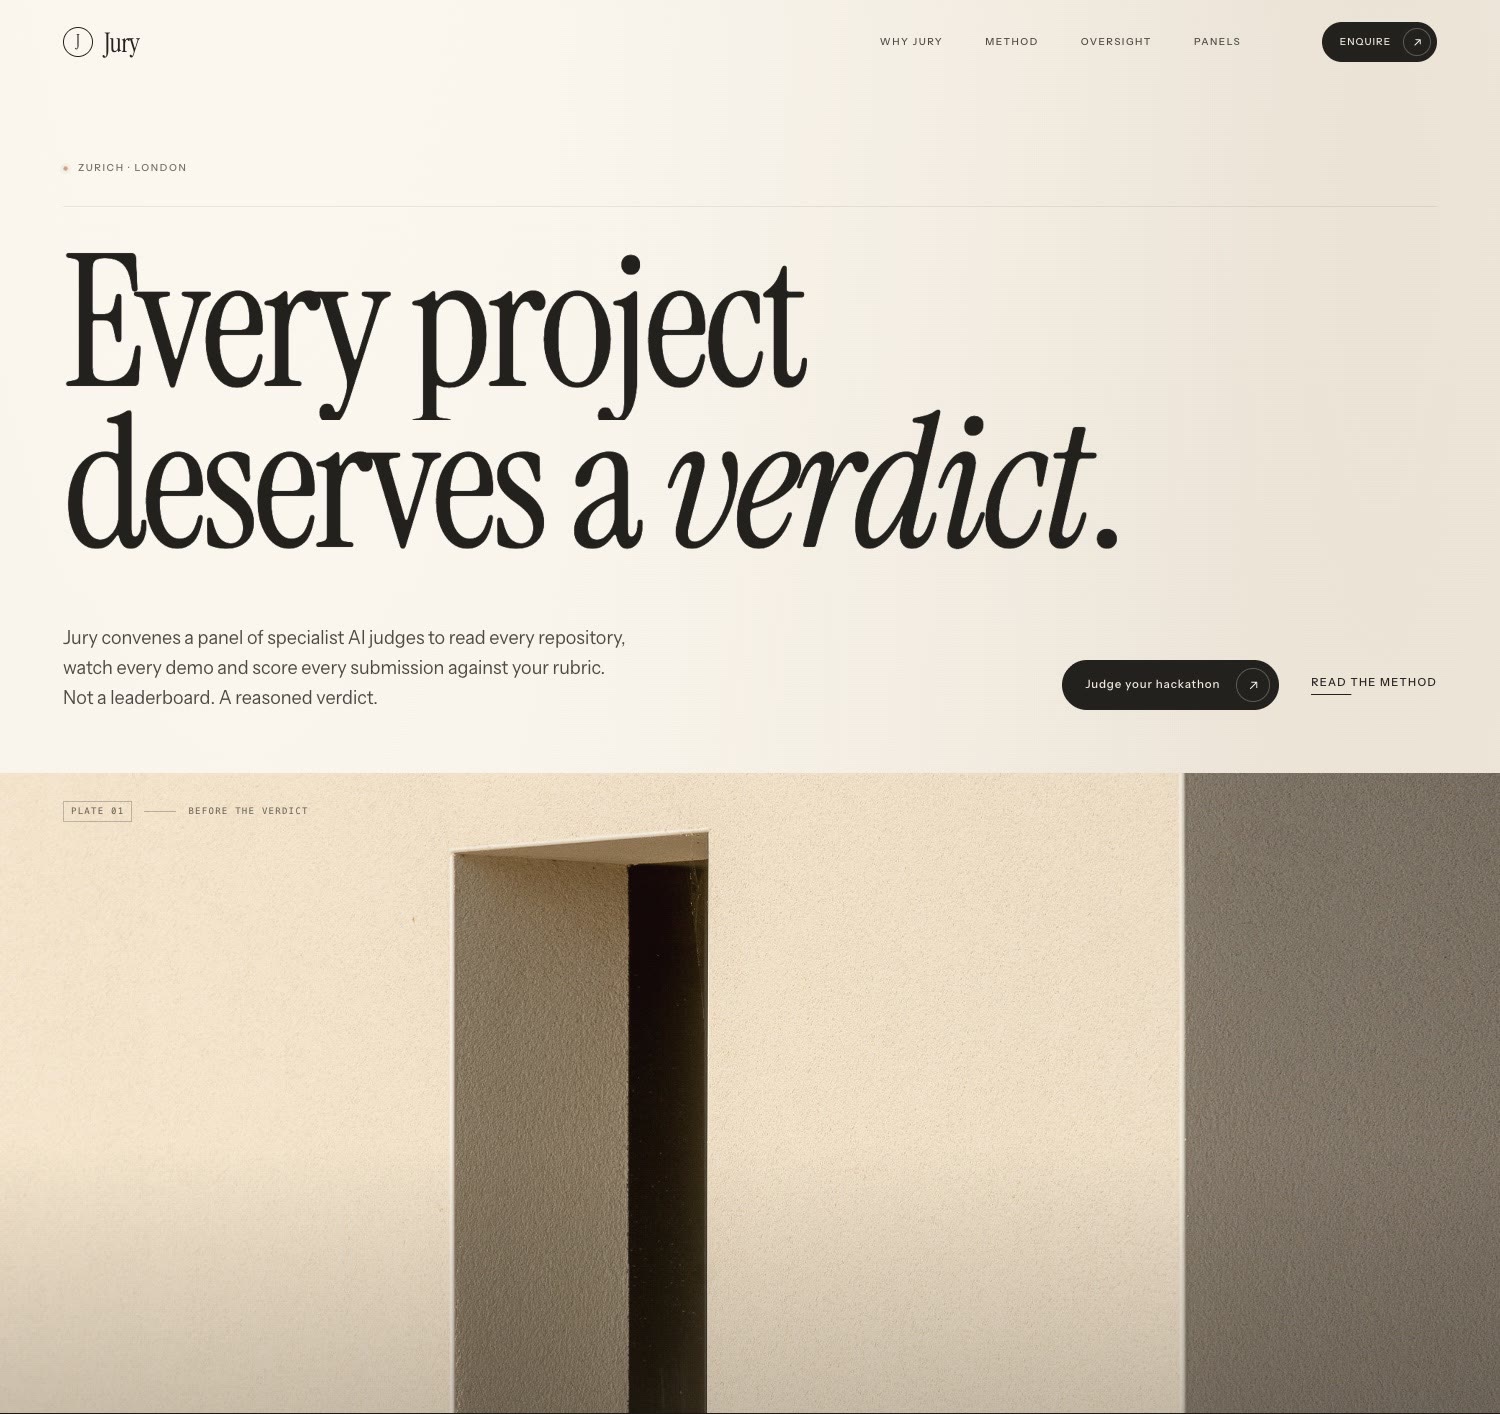 J Jury
WHY JURY
METHOD
OVERSIGHT
PANELS
ENQUIRE
ZURICH · LONDON
Every project
deserves a verdict.
Jury convenes a panel of specialist AI judges to read every repository,
watch every demo and score every submission against your rubric.
Not a leaderboard. A reasoned verdict.
Judge your hackathon
READ THE METHOD
PLATE 01
BEFORE THE VERDICT